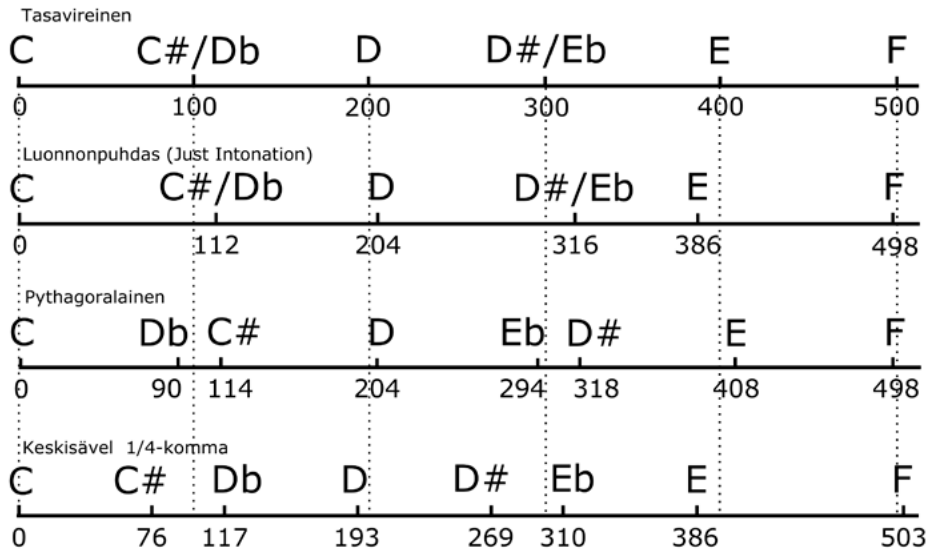 Tasavireinen
C C#/Db D D#/Eb E F
0 100 200 300 400 500
Luonnonpuhdas (Just Intonation)
C C#/Db D D#/Eb E F
0 112 204 316 386 498
Pythagoralainen
C Db C# D Eb D# E F
0 90 114 204 294 318 408 498
Keskisävel 1/4-komma
C C# Db D D# Eb E F
0 76 117 193 269 310 386 503